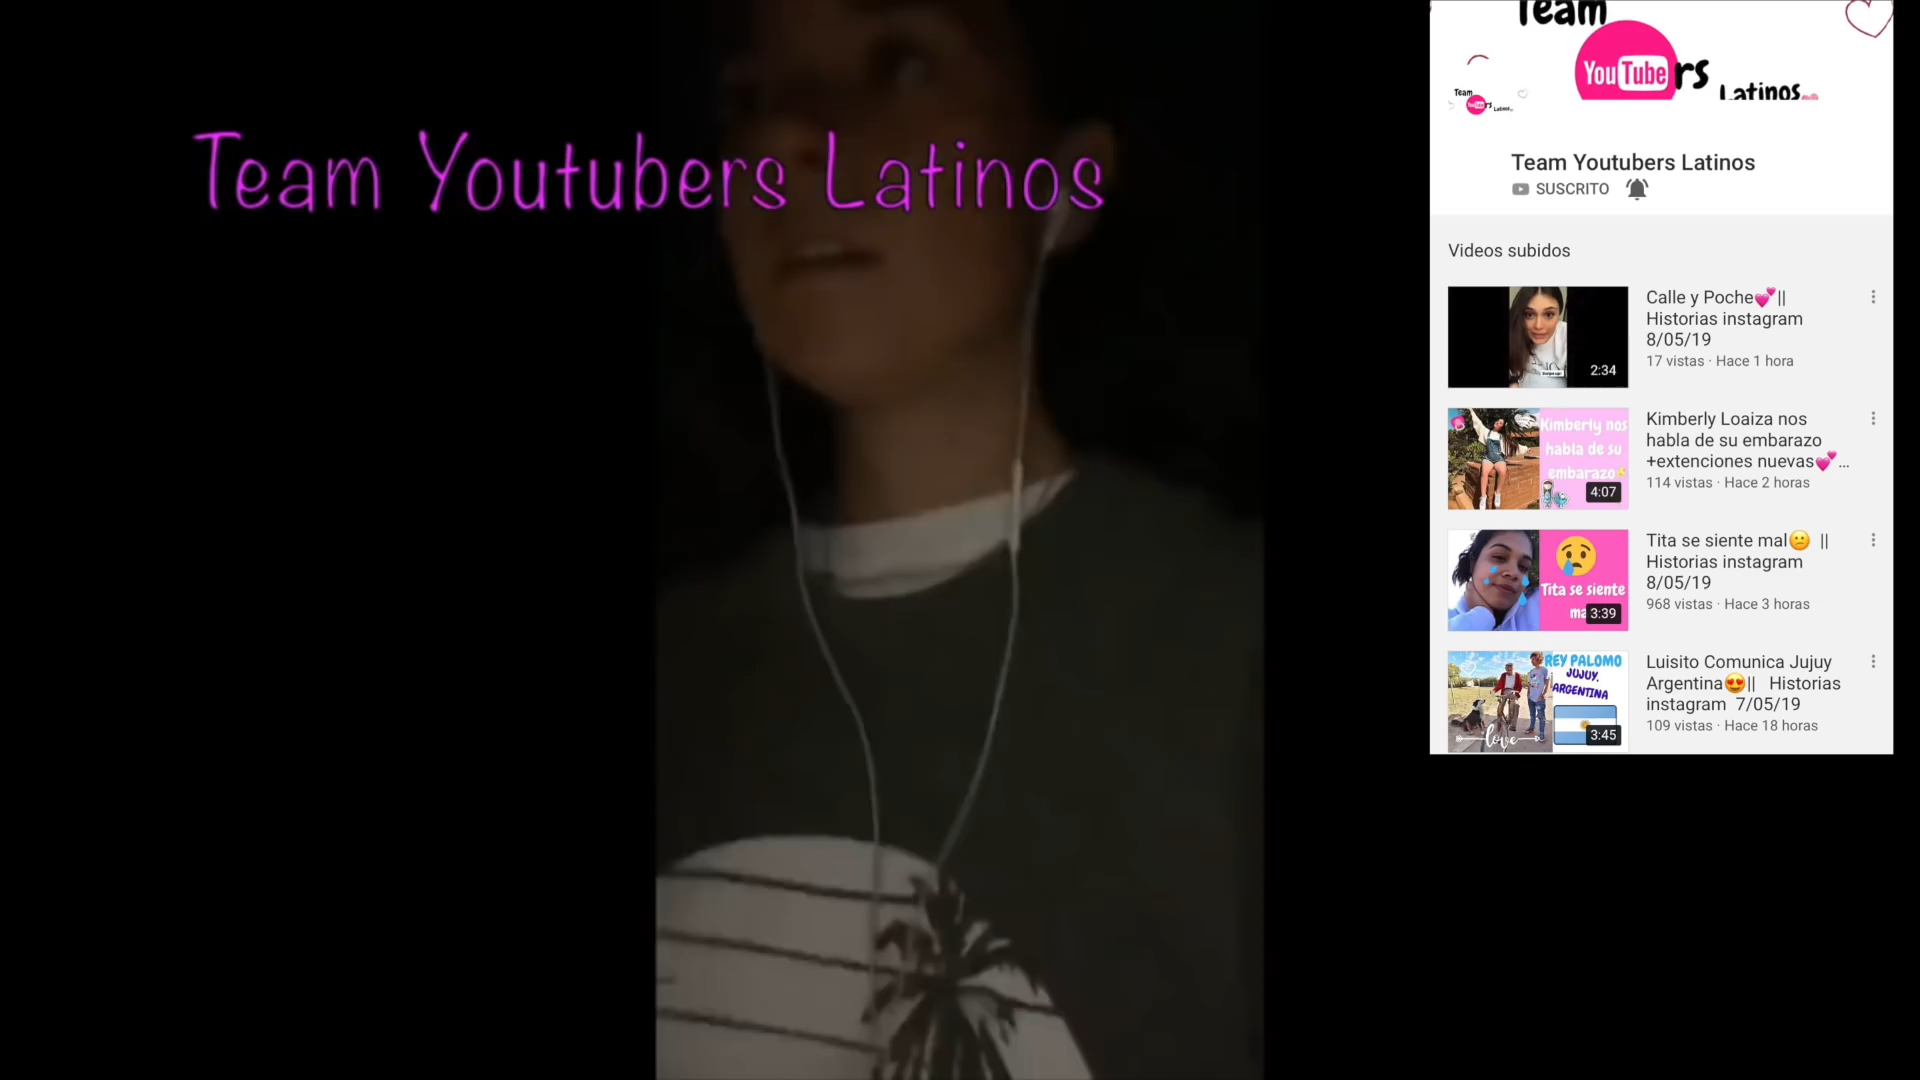 Team Youtubers Latinos
Team
YouTubers
Latinos
Team
Team Youtubers Latinos
SUSCRITO
Videos subidos
Calle y Poche💕||
Historias instagram
8/05/19
17 vistas · Hace 1 hora
2:34
Kimberly Loaiza nos
habla de su embarazo
+extenciones nuevas💕...
114 vistas · Hace 2 horas
Kimberly nos
habla de su
embarazo
4:07
Tita se siente mal😕 ||
Historias instagram
8/05/19
968 vistas · Hace 3 horas
Tita se siente
ma
3:39
Luisito Comunica Jujuy
Argentina😍|| Historias
instagram 7/05/19
109 vistas · Hace 18 horas
REY PALOMO
JUJUY,
ARGENTINA
love
3:45